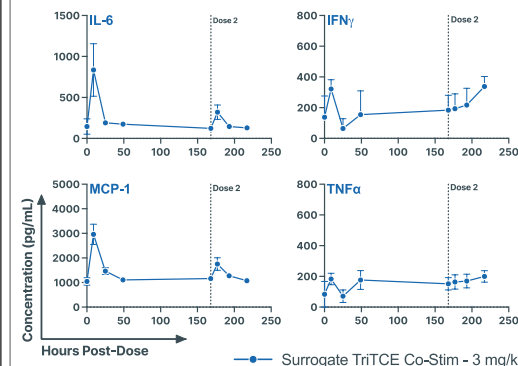 IL-6
Dose 2
1500
1000
500
0
0 50 100 150 200 250
IFNγ
Dose 2
800
600
400
200
0
0 50 100 150 200 250
MCP-1
Dose 2
5000
4000
3000
2000
1000
0
0 50 100 150 200 250
TNFα
Dose 2
800
600
400
200
0
0 50 100 150 200 250
Concentration (pg/mL)
Hours Post-Dose
Surrogate TriTCE Co-Stim - 3 mg/k